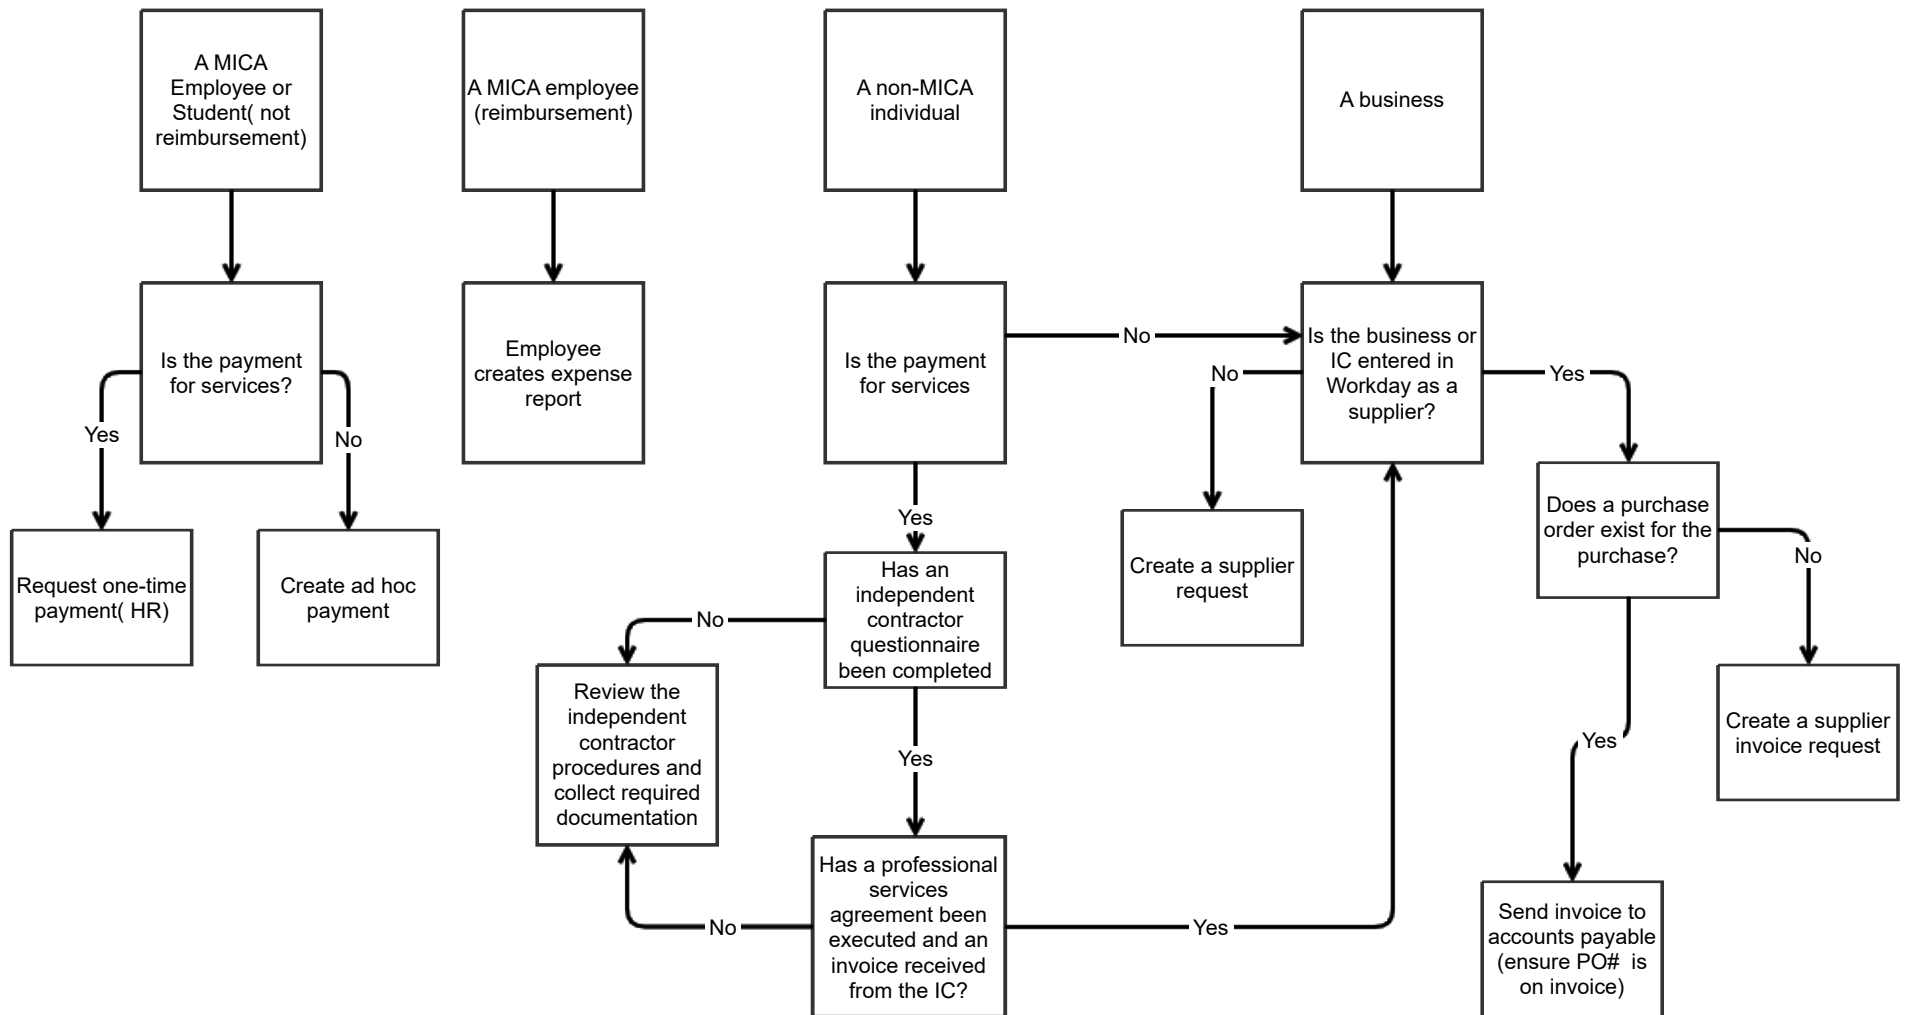 A MICA
Employee or
Student( not
reimbursement)
A MICA employee
(reimbursement)
A non-MICA
individual
A business
Is the payment
for services?
Employee
creates expense
report
Is the payment
for services
No
Is the business or
IC entered in
Workday as a
supplier?
No
Yes
Yes
No
Does a purchase
order exist for the
purchase?
No
Request one-time
payment( HR)
Create ad hoc
payment
Yes
Has an
independent
contractor
questionnaire
been completed
Create a supplier
request
No
Review the
independent
contractor
procedures and
collect required
documentation
Yes
Yes
Create a supplier
invoice request
Has a professional
services
agreement been
executed and an
invoice received
from the IC?
No
Yes
Send invoice to
accounts payable
(ensure PO#  is
on invoice)